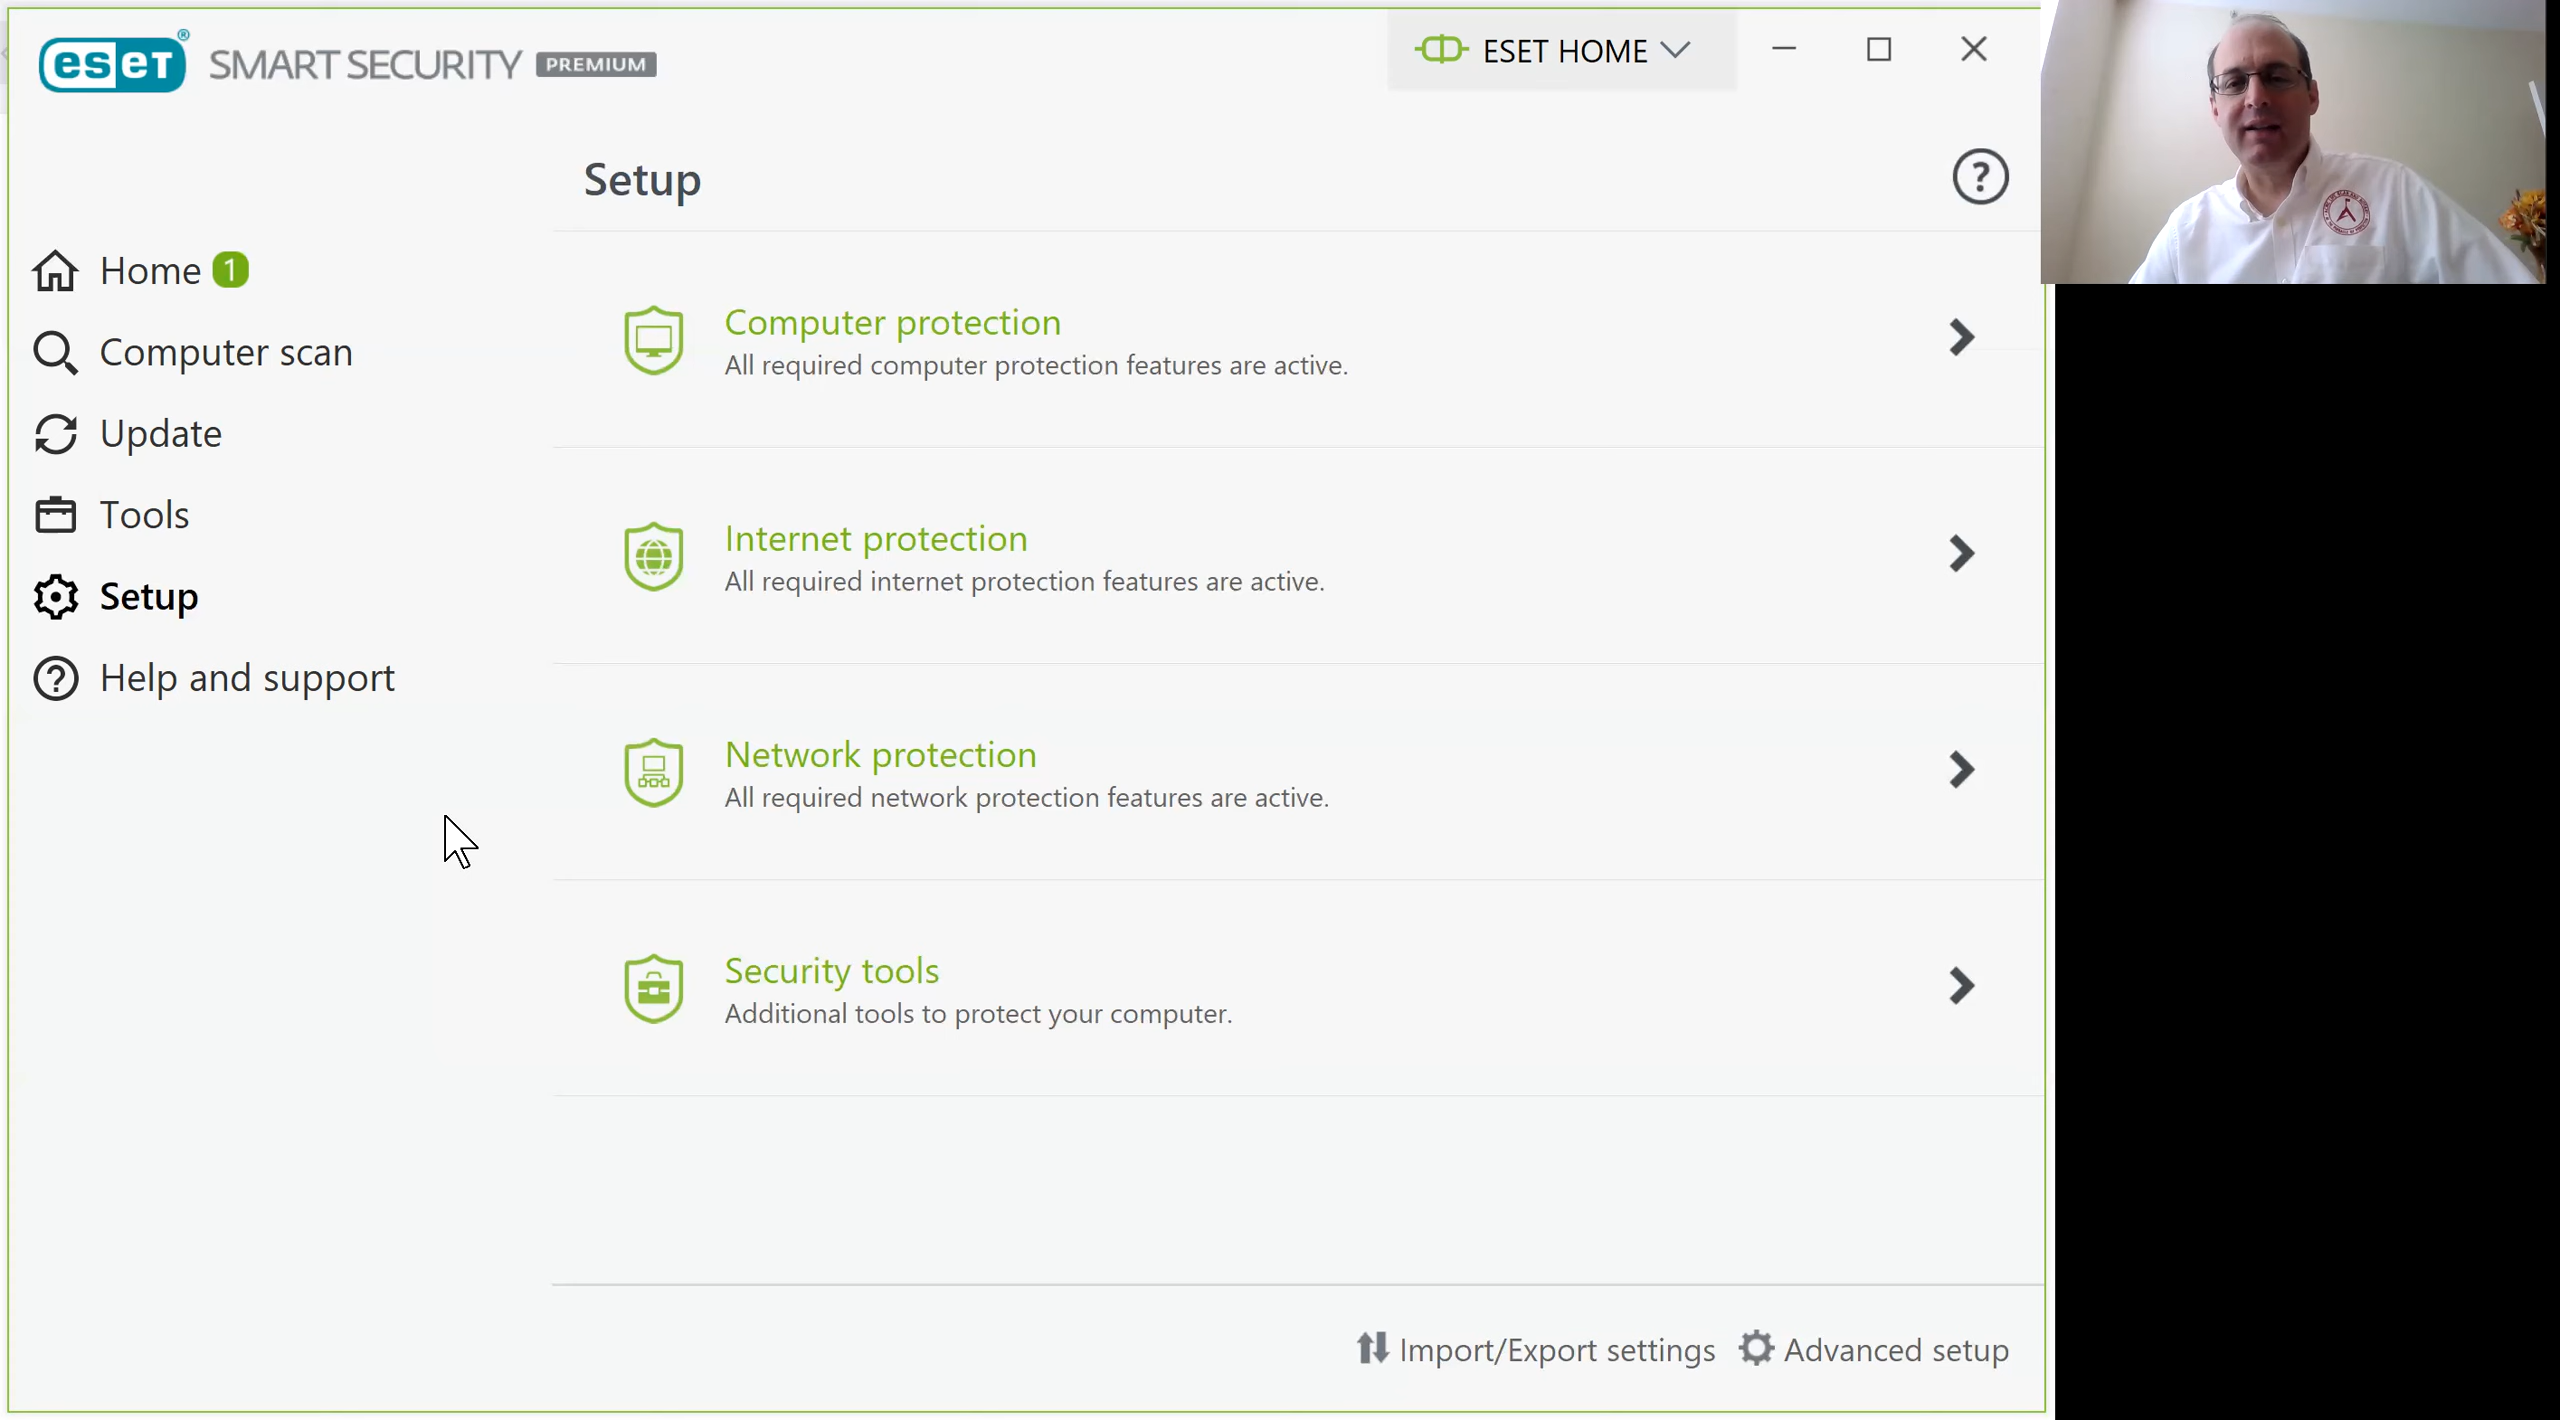 eset® SMART SECURITY PREMIUM
ESET HOME
Setup
?
Home 1
Computer scan
Update
Tools
Setup
Help and support
Computer protection
All required computer protection features are active.
Internet protection
All required internet protection features are active.
Network protection
All required network protection features are active.
Security tools
Additional tools to protect your computer.
Import/Export settings
Advanced setup